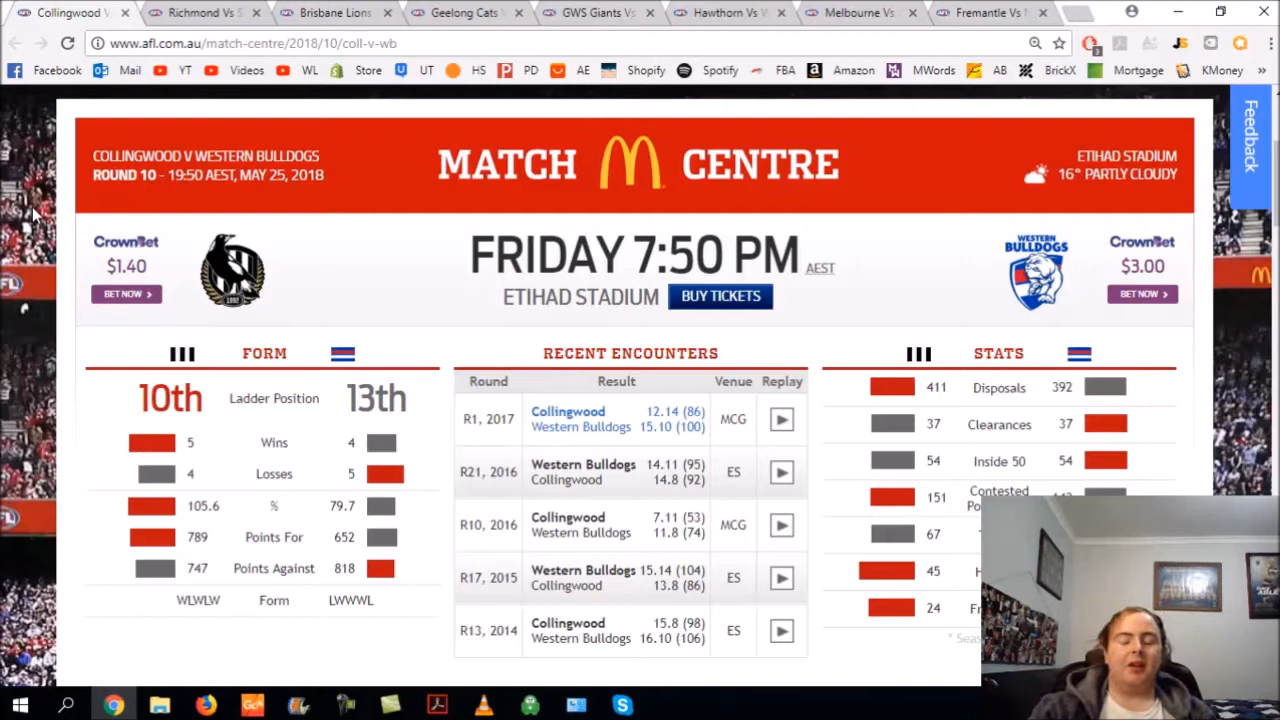 Collingwood V
Richmond Vs S
Brisbane Lions
Geelong Cats V
GWS Giants Vs
Hawthorn Vs W
Melbourne Vs A
Fremantle Vs N
www.afl.com.au/match-centre/2018/10/coll-v-wb
Facebook Mail YT Videos WL Store UT HS PD AE Shopify Spotify FBA Amazon MWords AB BrickX Mortgage KMoney »
Feedback
COLLINGWOOD V WESTERN BULLDOGS
ROUND 10 - 19:50 AEST, MAY 25, 2018
MATCH CENTRE
ETIHAD STADIUM
16° PARTLY CLOUDY
CrownBet
$1.40
BET NOW >
1892
FRIDAY 7:50 PM AEST
ETIHAD STADIUM BUY TICKETS
WESTERN
BULLDOGS
CrownBet
$3.00
BET NOW >
FORM
10th Ladder Position 13th
5 Wins 4
4 Losses 5
105.6 % 79.7
789 Points For 652
747 Points Against 818
WLWLW Form LWWWL
RECENT ENCOUNTERS
Round Result Venue Replay
R1, 2017 Collingwood 12.14 (86) MCG
Western Bulldogs 15.10 (100)
R21, 2016 Western Bulldogs 14.11 (95) ES
Collingwood 14.8 (92)
R10, 2016 Collingwood 7.11 (53) MCG
Western Bulldogs 11.8 (74)
R17, 2015 Western Bulldogs 15.14 (104) ES
Collingwood 13.8 (86)
R13, 2014 Collingwood 15.8 (98) ES
Western Bulldogs 16.10 (106)
STATS
411 Disposals 392
37 Clearances 37
54 Inside 50 54
151 Contested
67
45
24